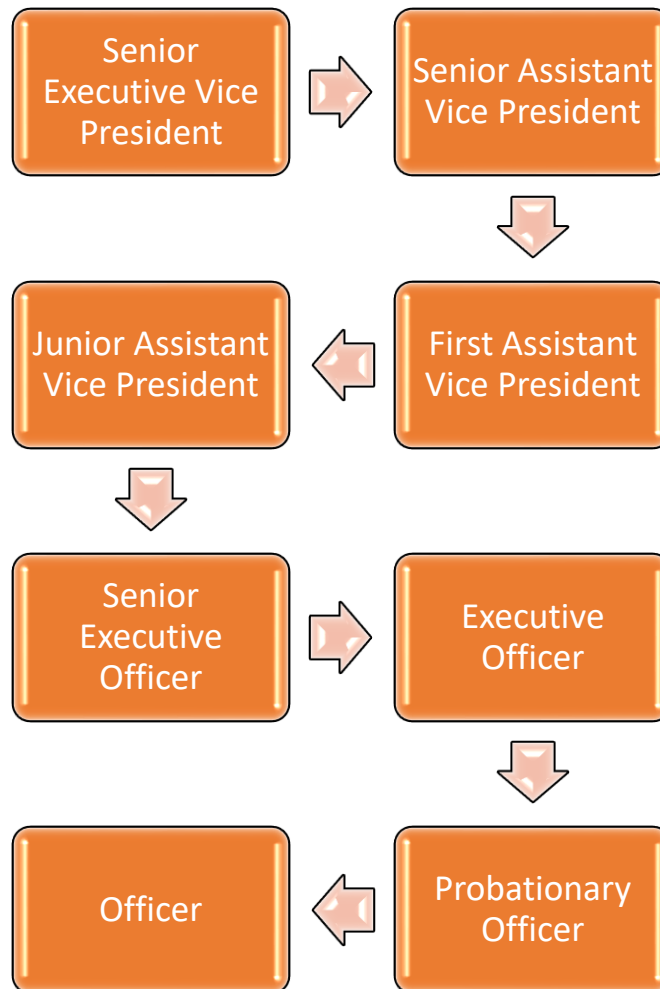 Senior
Executive Vice
President
Senior Assistant
Vice President
First Assistant
Vice President
Junior Assistant
Vice President
Senior
Executive
Officer
Executive
Officer
Probationary
Officer
Officer